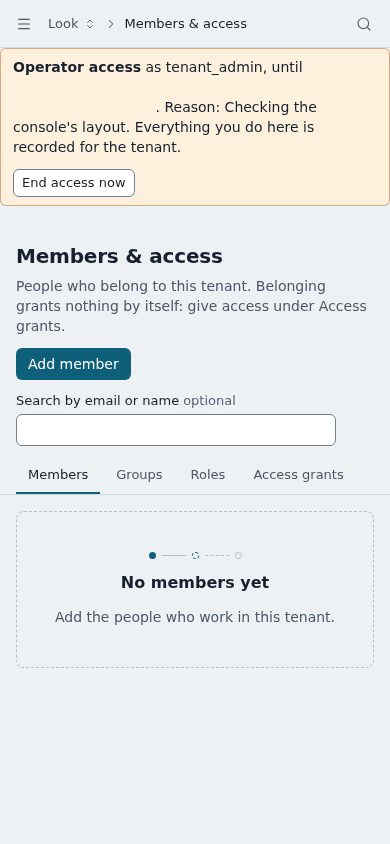 Look
Members & access
Operator access as tenant_admin, until
. Reason: Checking the
console's layout. Everything you do here is
recorded for the tenant.
End access now
Members & access
People who belong to this tenant. Belonging
grants nothing by itself: give access under Access
grants.
Add member
Search by email or name optional
Members Groups Roles Access grants
No members yet
Add the people who work in this tenant.